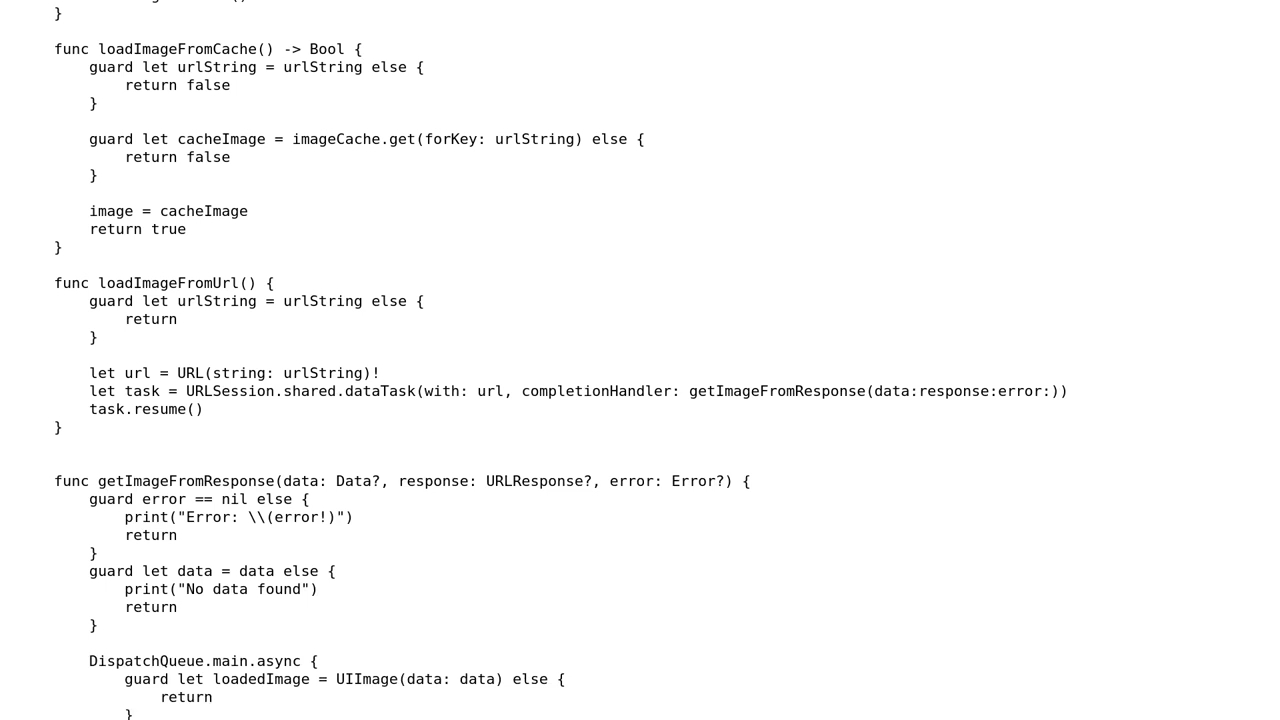 }
func loadImageFromCache() -> Bool {
guard let urlString = urlString else {
return false
}
guard let cacheImage = imageCache.get(forKey: urlString) else {
return false
}
image = cacheImage
return true
}
func loadImageFromUrl() {
guard let urlString = urlString else {
return
}
let url = URL(string: urlString)!
let task = URLSession.shared.dataTask(with: url, completionHandler: getImageFromResponse(data:response:error:))
task.resume()
}
func getImageFromResponse(data: Data?, response: URLResponse?, error: Error?) {
guard error == nil else {
print("Error: \\(error!)")
return
}
guard let data = data else {
print("No data found")
return
}
DispatchQueue.main.async {
guard let loadedImage = UIImage(data: data) else {
return
}